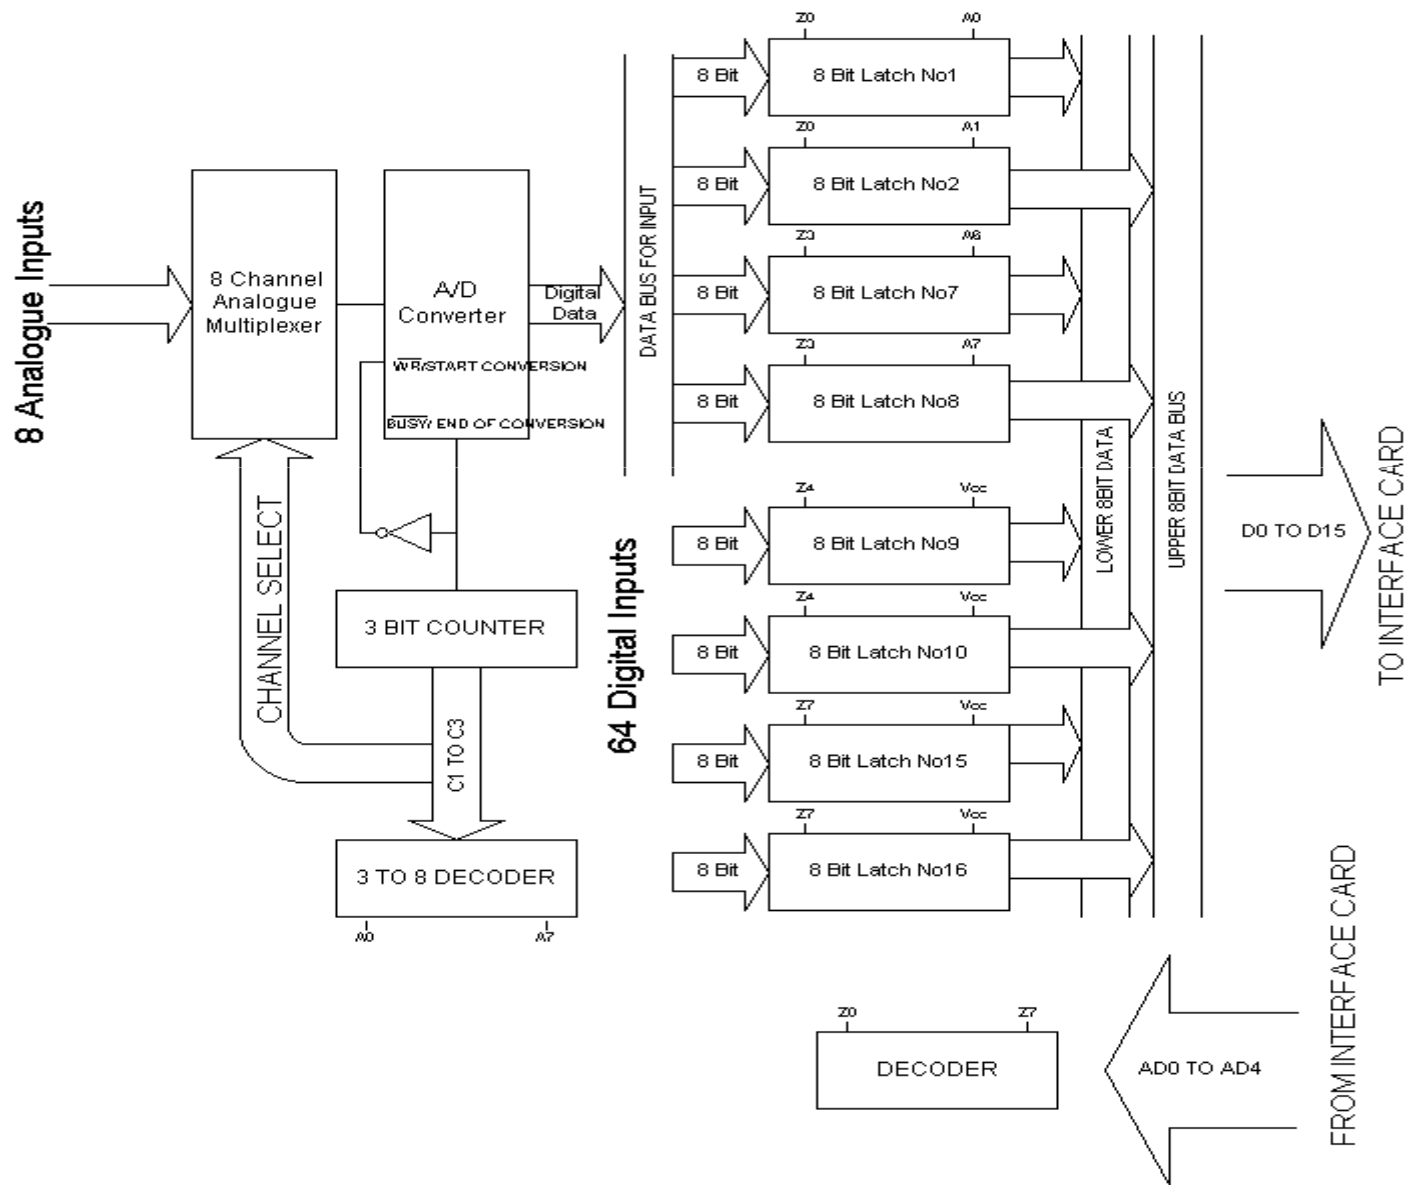 Z0 A0
8 Bit
8 Bit Latch No1
Z0 A1
8 Bit
8 Bit Latch No2
Z3 A6
8 Bit
8 Bit Latch No7
Z3 A7
8 Bit
8 Bit Latch No8
8 Analogue Inputs
8 Channel
Analogue
Multiplexer
A/D
Converter
WR/START CONVERSION
BUSY/ END OF CONVERSION
Digital
Data
DATA BUS FOR INPUT
CHANNEL SELECT
3 BIT COUNTER
C1 TO C3
3 TO 8 DECODER
A0 A7
64 Digital Inputs
Z4 Vcc
8 Bit
8 Bit Latch No9
Z4 Vcc
8 Bit
8 Bit Latch No10
Z7 Vcc
8 Bit
8 Bit Latch No15
Z7 Vcc
8 Bit
8 Bit Latch No16
LOWER 8BIT DATA
UPPER 8BIT DATA BUS
D0 TO D15
TO INTERFACE CARD
Z0 Z7
DECODER
AD0 TO AD4
FROM INTERFACE CARD